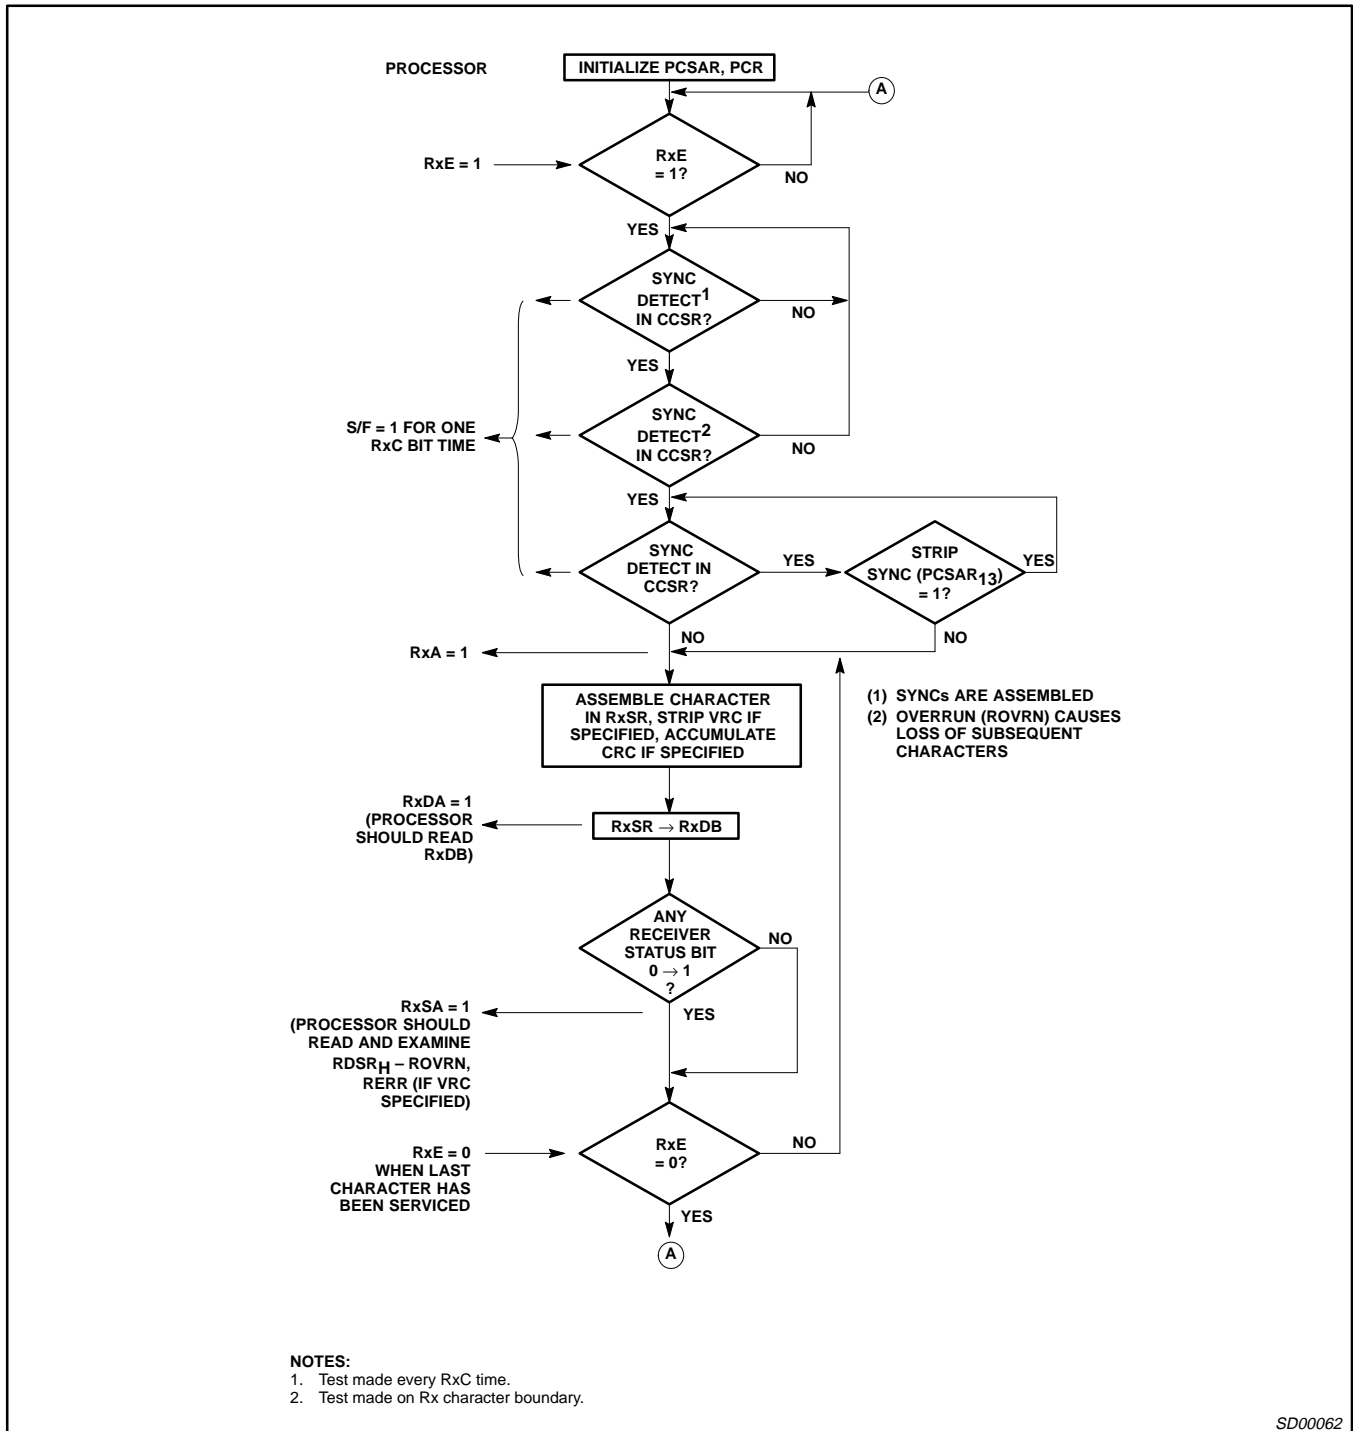 PROCESSOR
INITIALIZE PCSAR, PCR
A
RxE = 1
RxE
= 1?
NO
YES
SYNC
DETECT1
IN CCSR?
NO
YES
S/F = 1 FOR ONE
RxC BIT TIME
SYNC
DETECT2
IN CCSR?
NO
YES
SYNC
DETECT IN
CCSR?
YES
STRIP
SYNC (PCSAR13)
= 1?
YES
NO
NO
RxA = 1
ASSEMBLE CHARACTER
IN RxSR, STRIP VRC IF
SPECIFIED, ACCUMULATE
CRC IF SPECIFIED
(1) SYNCs ARE ASSEMBLED
(2) OVERRUN (ROVRN) CAUSES
LOSS OF SUBSEQUENT
CHARACTERS
RxDA = 1
(PROCESSOR
SHOULD READ
RxDB)
RxSR → RxDB
ANY
RECEIVER
STATUS BIT
0 → 1
?
NO
YES
RxSA = 1
(PROCESSOR SHOULD
READ AND EXAMINE
RDSRH – ROVRN,
RERR (IF VRC
SPECIFIED)
RxE = 0
WHEN LAST
CHARACTER HAS
BEEN SERVICED
RxE
= 0?
NO
YES
A
NOTES:
1. Test made every RxC time.
2. Test made on Rx character boundary.
SD00062